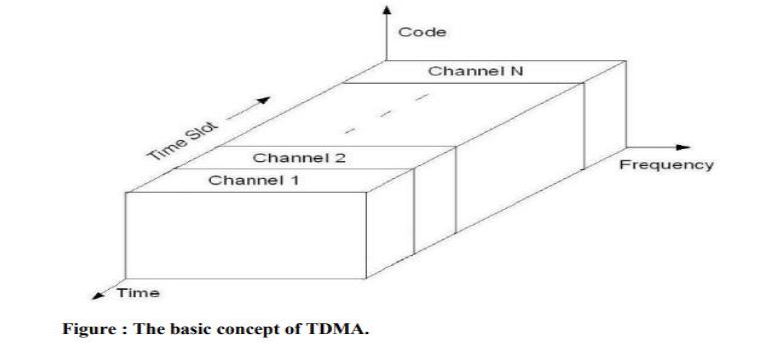 Code
Channel N
Time Slot
Channel 2
Frequency
Channel 1
Time
Figure : The basic concept of TDMA.